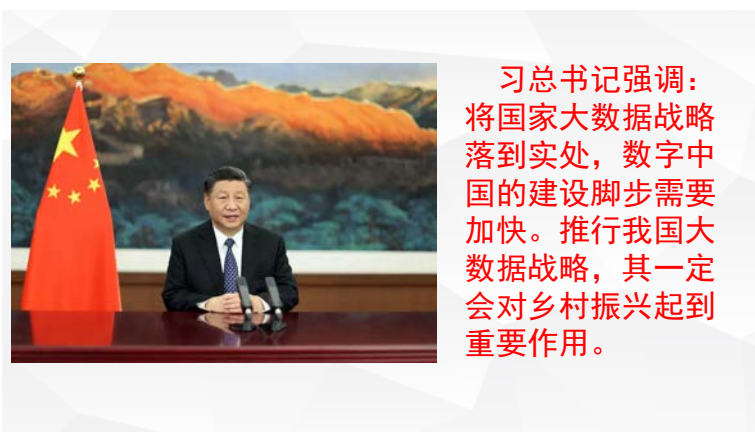 习总书记强调：
将国家大数据战略
落到实处，数字中
国的建设脚步需要
加快。推行我国大
数据战略，其一定
会对乡村振兴起到
重要作用。